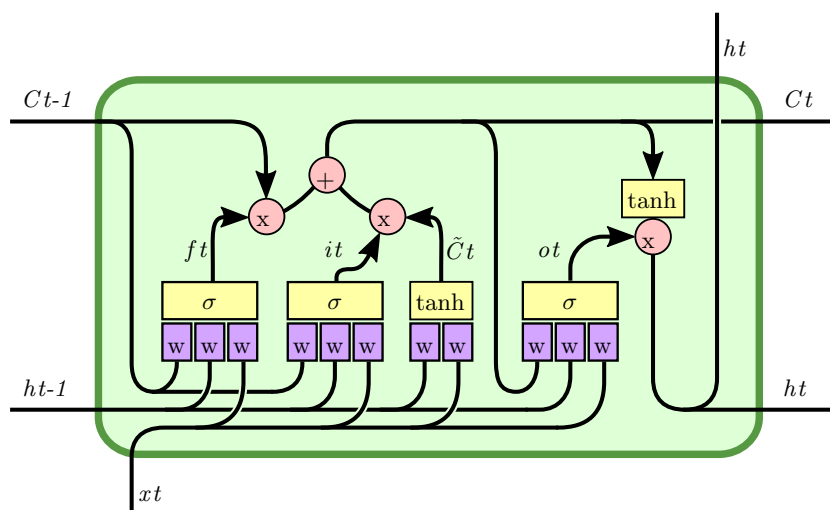 ht
Ct-1 Ct
+ tanh
x x x
ft it C̃t ot
σ σ tanh σ
w w w w w w w w w w w
ht-1 ht
xt